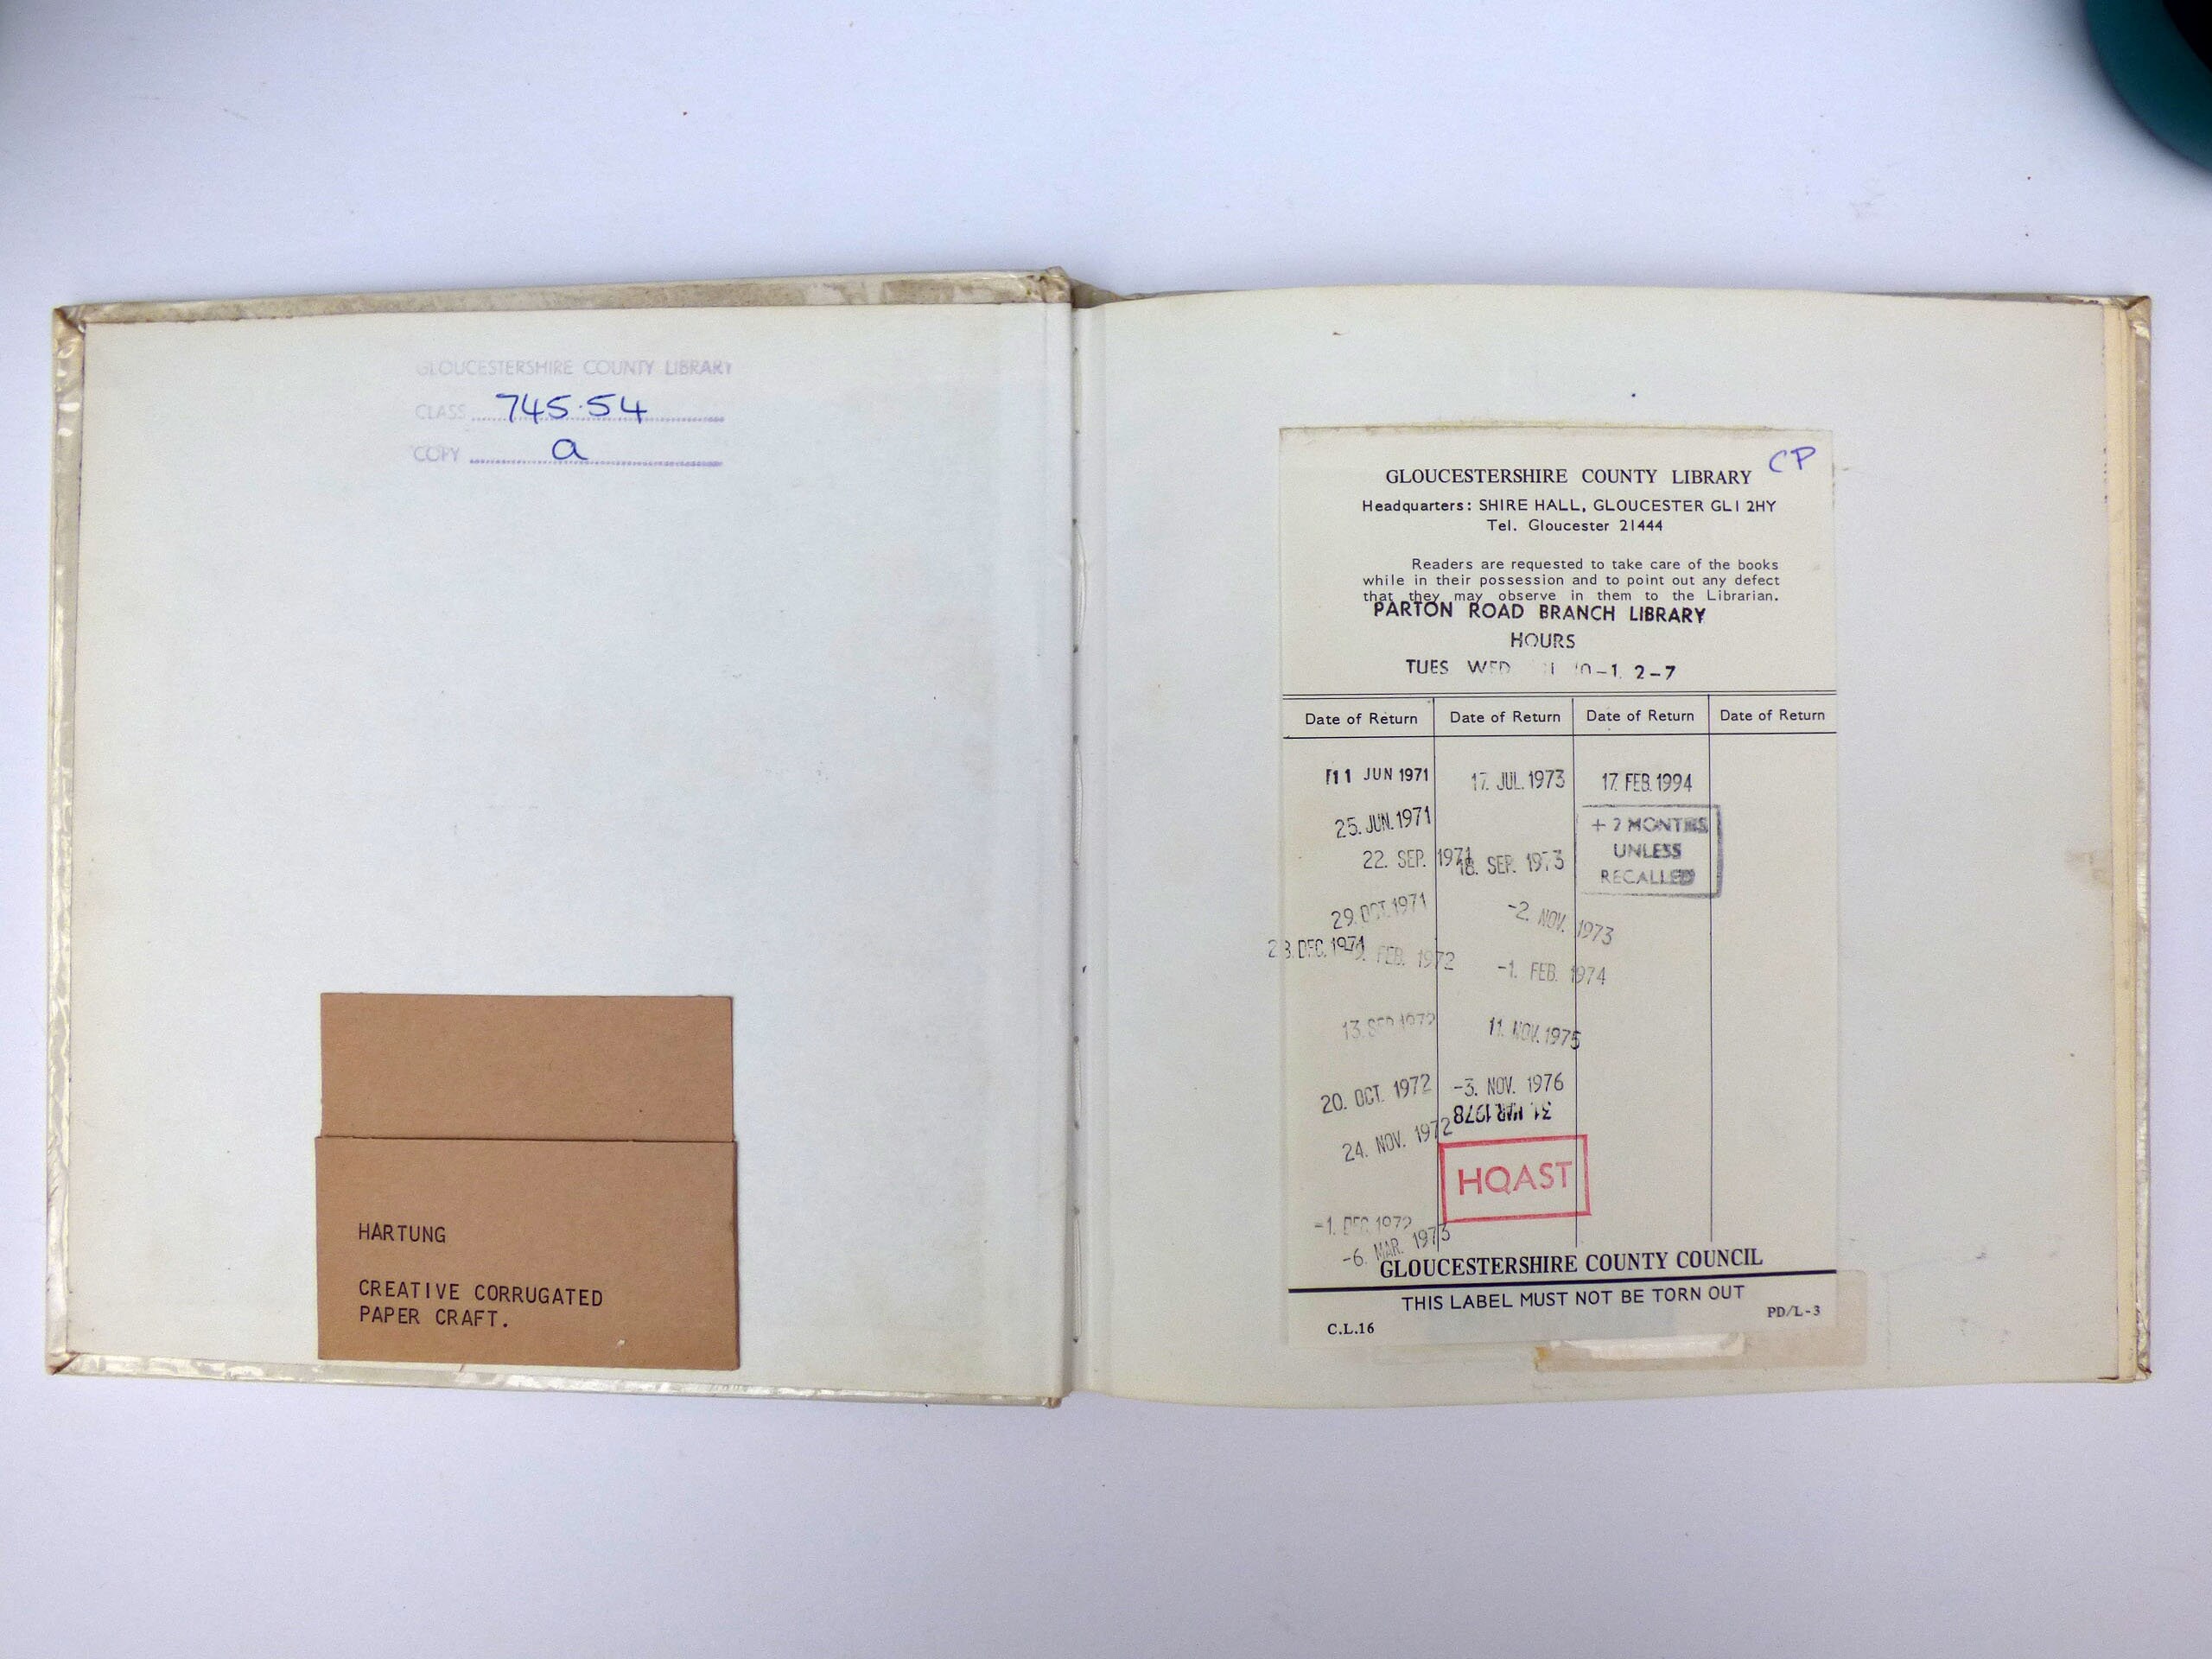 GLOUCESTERSHIRE COUNTY LIBRARY
CLASS 745.54
COPY a
HARTUNG
CREATIVE CORRUGATED
PAPER CRAFT.
CP
GLOUCESTERSHIRE COUNTY LIBRARY
Headquarters: SHIRE HALL, GLOUCESTER GL1 2HY
Tel. Gloucester 21444
Readers are requested to take care of the books
while in their possession and to point out any defect
that they may observe in them to the Librarian.
PARTON ROAD BRANCH LIBRARY
HOURS
TUES WED -1 2-7
Date of Return Date of Return Date of Return Date of Return
11 JUN 1971
25. JUN. 1971
22. SEP. 1971
29. OCT. 1971
23. DEC. 1971
FEB. 1972
13. SEP. 1972
20. OCT. 1972
24. NOV. 1972
-1. DEC. 1972
-6. MAR. 1973
17. JUL. 1973
18. SEP. 1973
-2. NOV. 1973
-1. FEB. 1974
11. NOV. 1975
-3. NOV. 1976
31. MAR 1978
HQAST
17. FEB. 1994
+ 2 MONTHS
UNLESS
RECALLED
GLOUCESTERSHIRE COUNTY COUNCIL
THIS LABEL MUST NOT BE TORN OUT
C.L.16
PD/L-3